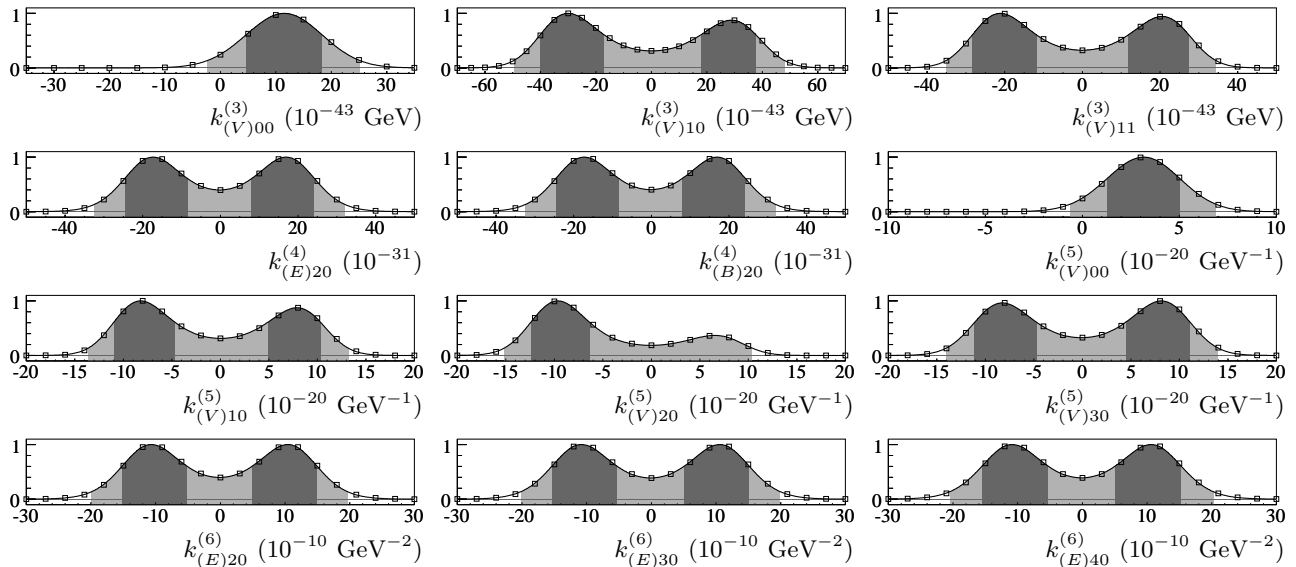 1
0
-30 -20 -10 0 10 20 30
k^{(3)}_{(V)00} (10^{-43} GeV)
1
0
-60 -40 -20 0 20 40 60
k^{(3)}_{(V)10} (10^{-43} GeV)
1
0
-40 -20 0 20 40
k^{(3)}_{(V)11} (10^{-43} GeV)
1
0
-40 -20 0 20 40
k^{(4)}_{(E)20} (10^{-31})
1
0
-40 -20 0 20 40
k^{(4)}_{(B)20} (10^{-31})
1
0
-10 -5 0 5 10
k^{(5)}_{(V)00} (10^{-20} GeV^{-1})
1
0
-20 -15 -10 -5 0 5 10 15 20
k^{(5)}_{(V)10} (10^{-20} GeV^{-1})
1
0
-20 -15 -10 -5 0 5 10 15 20
k^{(5)}_{(V)20} (10^{-20} GeV^{-1})
1
0
-20 -15 -10 -5 0 5 10 15 20
k^{(5)}_{(V)30} (10^{-20} GeV^{-1})
1
0
-30 -20 -10 0 10 20 30
k^{(6)}_{(E)20} (10^{-10} GeV^{-2})
1
0
-30 -20 -10 0 10 20 30
k^{(6)}_{(E)30} (10^{-10} GeV^{-2})
1
0
-30 -20 -10 0 10 20 30
k^{(6)}_{(E)40} (10^{-10} GeV^{-2})